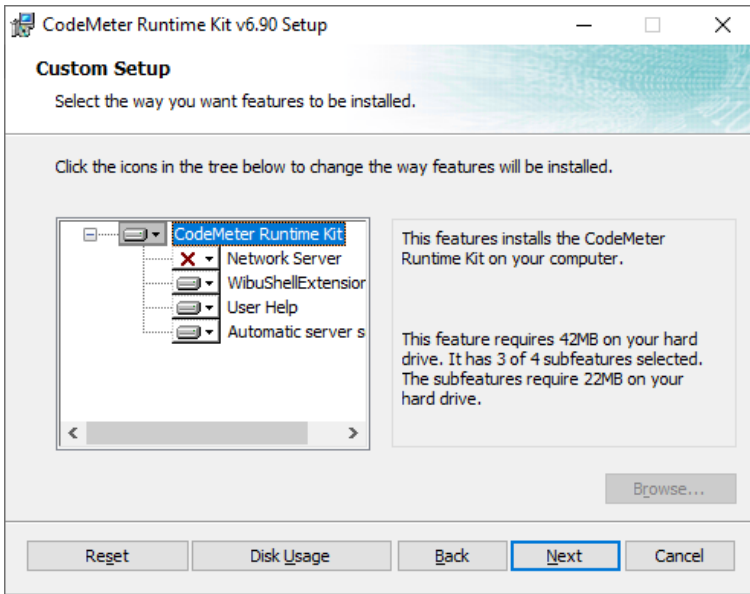 CodeMeter Runtime Kit v6.90 Setup
Custom Setup
Select the way you want features to be installed.
Click the icons in the tree below to change the way features will be installed.
CodeMeter Runtime Kit
Network Server
WibuShellExtension
User Help
Automatic server s
This features installs the CodeMeter
Runtime Kit on your computer.
This feature requires 42MB on your hard
drive. It has 3 of 4 subfeatures selected.
The subfeatures require 22MB on your
hard drive.
Browse...
Reset
Disk Usage
Back
Next
Cancel